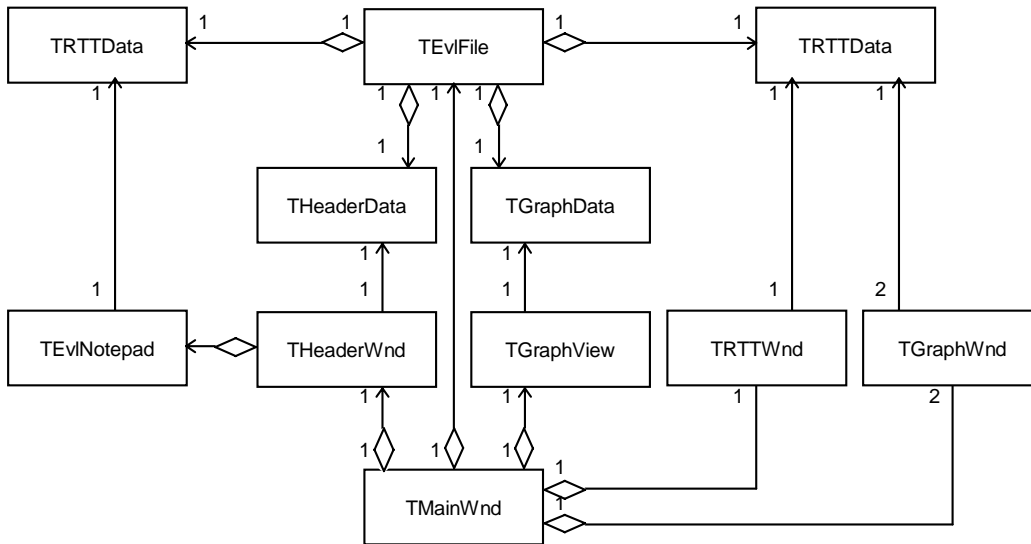 1 1 1 1
TRTTData TEvlFile TRTTData
1 1 1 1 1 1
1 1
THeaderData TGraphData
1 1
1 1 1 1 2
TEvlNotepad THeaderWnd TGraphView TRTTWnd TGraphWnd
1 1 1 2
1 1 1 1
TMainWnd
1